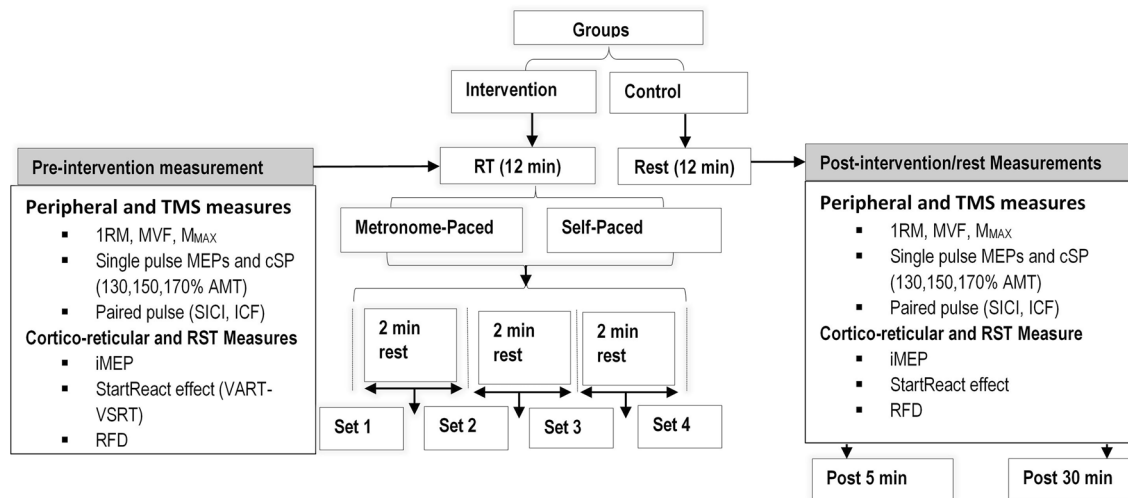 Groups
Intervention
Control
Pre-intervention measurement
RT (12 min)
Rest (12 min)
Post-intervention/rest Measurements
Peripheral and TMS measures
▪ 1RM, MVF, MMAX
▪ Single pulse MEPs and cSP
(130,150,170% AMT)
▪ Paired pulse (SICI, ICF)
Cortico-reticular and RST Measures
▪ iMEP
▪ StartReact effect (VART-
VSRT)
▪ RFD
Metronome-Paced
Self-Paced
2 min
rest
2 min
rest
2 min
rest
Set 1
Set 2
Set 3
Set 4
Peripheral and TMS measures
▪ 1RM, MVF, MMAX
▪ Single pulse MEPs and cSP
(130,150,170% AMT)
▪ Paired pulse (SICI, ICF)
Cortico-reticular and RST Measure
▪ iMEP
▪ StartReact effect
▪ RFD
Post 5 min
Post 30 min